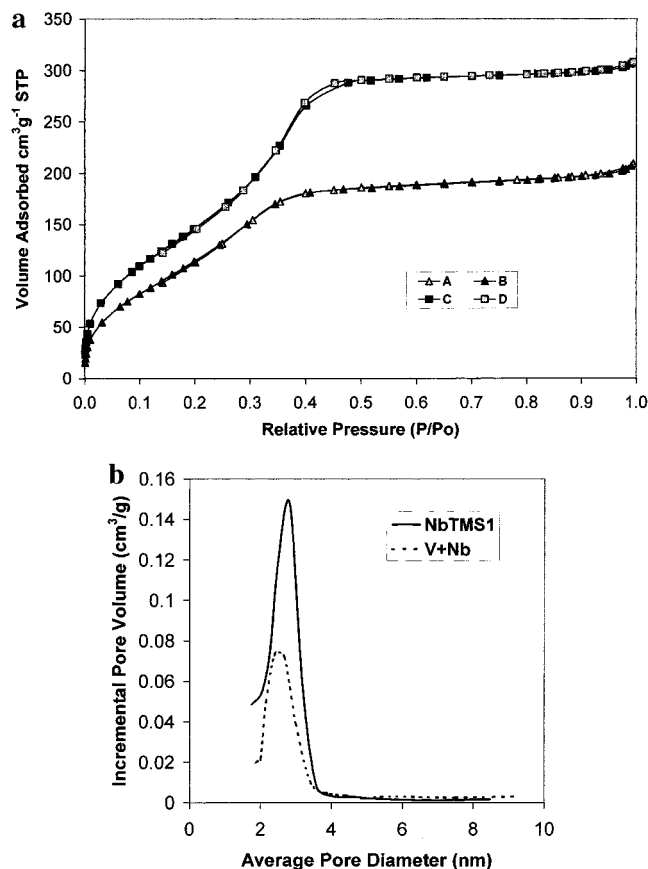 a
350
300
250
200
150
100
50
0
Volume Adsorbed cm³g⁻¹ STP
A B
C D
0.0 0.1 0.2 0.3 0.4 0.5 0.6 0.7 0.8 0.9 1.0
Relative Pressure (P/Po)
b
0.16
0.14
0.12
0.1
0.08
0.06
0.04
0.02
0
Incremental Pore Volume (cm³/g)
NbTMS1
V+Nb
0 2 4 6 8 10
Average Pore Diameter (nm)